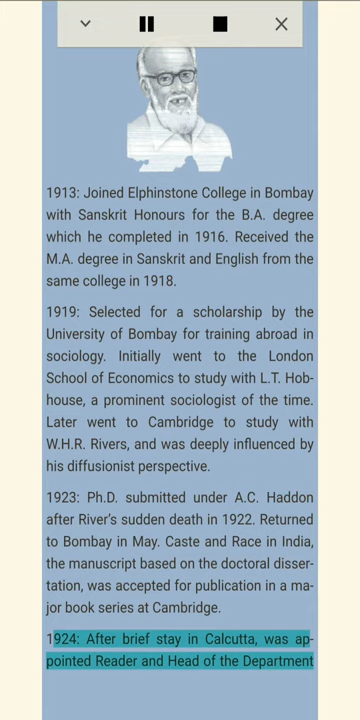 1913: Joined Elphinstone College in Bombay
with Sanskrit Honours for the B.A. degree
which he completed in 1916. Received the
M.A. degree in Sanskrit and English from the
same college in 1918.
1919: Selected for a scholarship by the
University of Bombay for training abroad in
sociology. Initially went to the London
School of Economics to study with L.T. Hob-
house, a prominent sociologist of the time.
Later went to Cambridge to study with
W.H.R. Rivers, and was deeply influenced by
his diffusionist perspective.
1923: Ph.D. submitted under A.C. Haddon
after River's sudden death in 1922. Returned
to Bombay in May. Caste and Race in India,
the manuscript based on the doctoral disser-
tation, was accepted for publication in a ma-
jor book series at Cambridge.
1924: After brief stay in Calcutta, was ap-
pointed Reader and Head of the Department